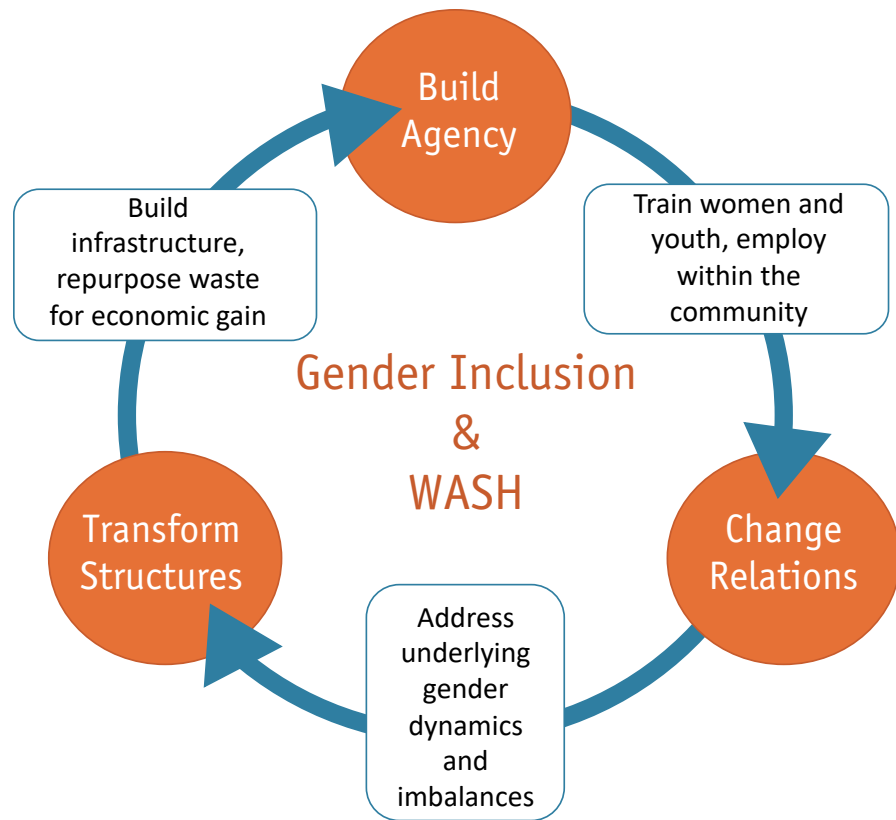 Build
Agency
Build
infrastructure,
repurpose waste
for economic gain
Train women and
youth, employ
within the
community
Gender Inclusion
&
WASH
Transform
Structures
Change
Relations
Address
underlying
gender
dynamics
and
imbalances